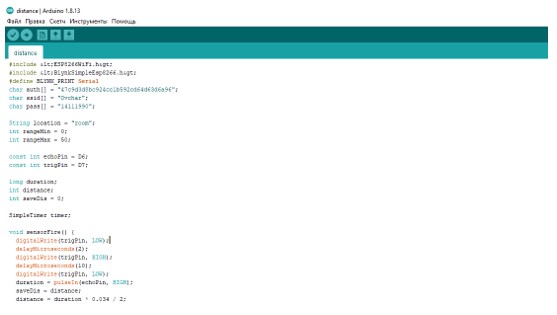 distance | Arduino 1.8.13
Файл Правка Скетч Инструменты Помощь
distance
#include &lt;ESP8266WiFi.h&gt;
#include &lt;BlynkSimpleEsp8266.h&gt;
#define BLYNK_PRINT Serial
char auth[] =
char ssid[] = "Ovchar";
char pass[] = "14111990";
String location = "room";
int rangeMin = 0;
int rangeMax = 50;
const int echoPin = D6;
const int trigPin = D7;
long duration;
int distance;
int saveDis = 0;
SimpleTimer timer;
void sensorFire() {
digitalWrite(trigPin, LOW);
delayMicroseconds(2);
digitalWrite(trigPin, HIGH);
delayMicroseconds(10);
digitalWrite(trigPin, LOW);
duration = pulseIn(echoPin, HIGH);
saveDis = distance;
distance = duration * 0.034 / 2;